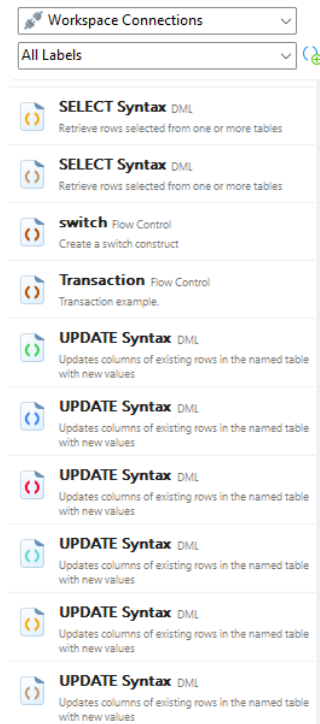 Workspace Connections
All Labels
SELECT Syntax DML
Retrieve rows selected from one or more tables
SELECT Syntax DML
Retrieve rows selected from one or more tables
switch Flow Control
Create a switch construct
Transaction Flow Control
Transaction example.
UPDATE Syntax DML
Updates columns of existing rows in the named table
with new values
UPDATE Syntax DML
Updates columns of existing rows in the named table
with new values
UPDATE Syntax DML
Updates columns of existing rows in the named table
with new values
UPDATE Syntax DML
Updates columns of existing rows in the named table
with new values
UPDATE Syntax DML
Updates columns of existing rows in the named table
with new values
UPDATE Syntax DML
Updates columns of existing rows in the named table
with new values